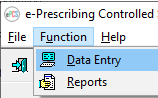 e-Prescribing Controlled
File Function Help
Data Entry
Reports